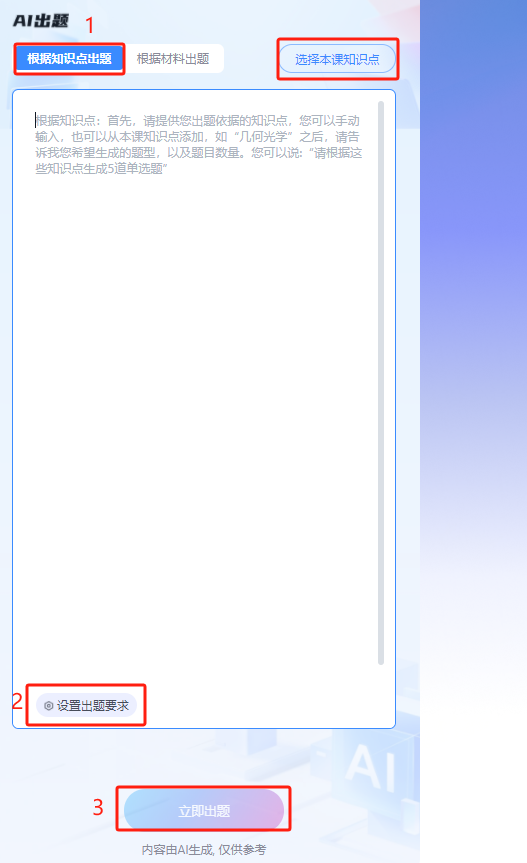 AI出题
1
根据知识点出题
根据材料出题
选择本课知识点
根据知识点：首先，请提供您出题依据的知识点，您可以手动
输入，也可以从本课知识点添加，如“几何光学”之后，请告
诉我您希望生成的题型，以及题目数量。您可以说：“请根据这
些知识点生成5道单选题”
2
设置出题要求
AI
3
立即出题
内容由AI生成, 仅供参考